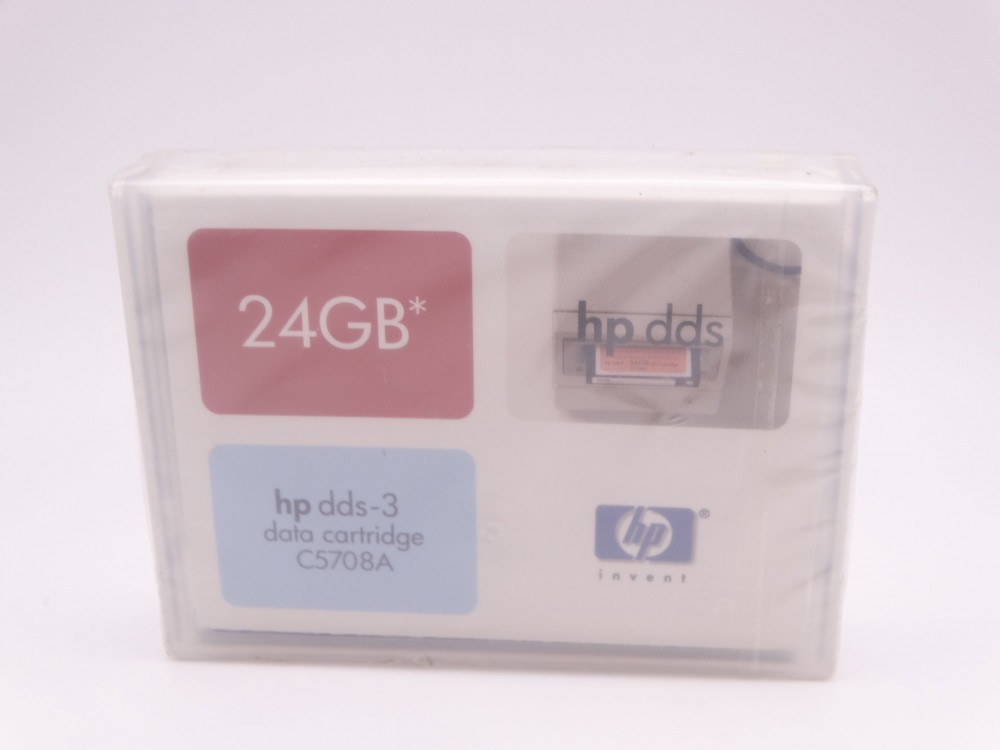 24GB*
hp dds
hp dds-3
data cartridge
C5708A
hp®
invent